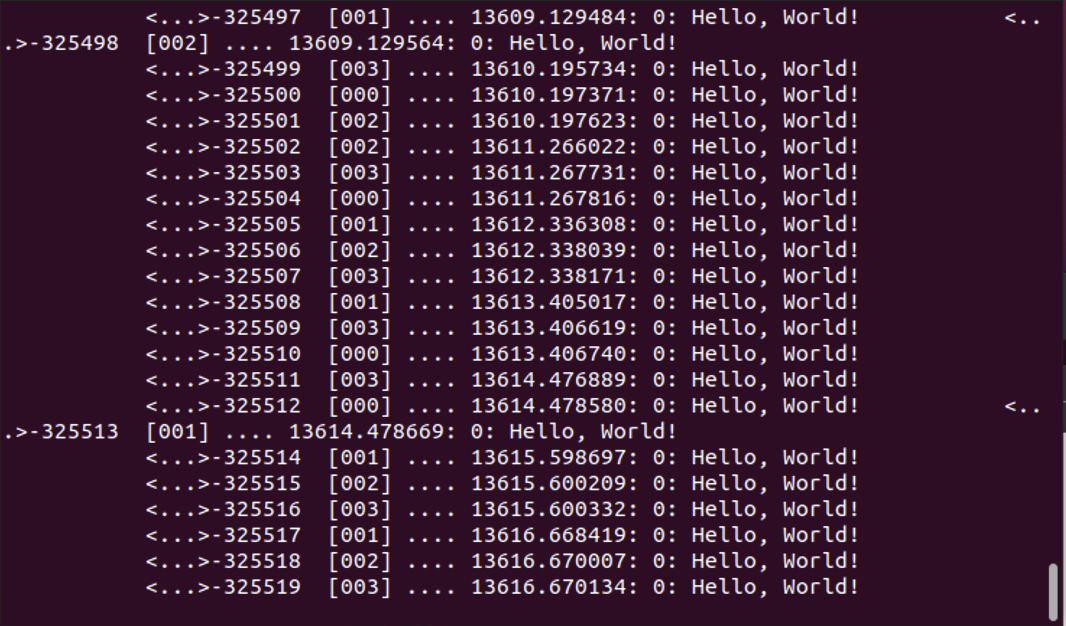 <...>-325497 [001] .... 13609.129484: 0: Hello, World! <..
.>-325498 [002] .... 13609.129564: 0: Hello, World!
<...>-325499 [003] .... 13610.195734: 0: Hello, World!
<...>-325500 [000] .... 13610.197371: 0: Hello, World!
<...>-325501 [002] .... 13610.197623: 0: Hello, World!
<...>-325502 [002] .... 13611.266022: 0: Hello, World!
<...>-325503 [003] .... 13611.267731: 0: Hello, World!
<...>-325504 [000] .... 13611.267816: 0: Hello, World!
<...>-325505 [001] .... 13612.336308: 0: Hello, World!
<...>-325506 [002] .... 13612.338039: 0: Hello, World!
<...>-325507 [003] .... 13612.338171: 0: Hello, World!
<...>-325508 [001] .... 13613.405017: 0: Hello, World!
<...>-325509 [003] .... 13613.406619: 0: Hello, World!
<...>-325510 [000] .... 13613.406740: 0: Hello, World!
<...>-325511 [003] .... 13614.476889: 0: Hello, World!
<...>-325512 [000] .... 13614.478580: 0: Hello, World! <..
.>-325513 [001] .... 13614.478669: 0: Hello, World!
<...>-325514 [001] .... 13615.598697: 0: Hello, World!
<...>-325515 [002] .... 13615.600209: 0: Hello, World!
<...>-325516 [003] .... 13615.600332: 0: Hello, World!
<...>-325517 [001] .... 13616.668419: 0: Hello, World!
<...>-325518 [002] .... 13616.670007: 0: Hello, World!
<...>-325519 [003] .... 13616.670134: 0: Hello, World!